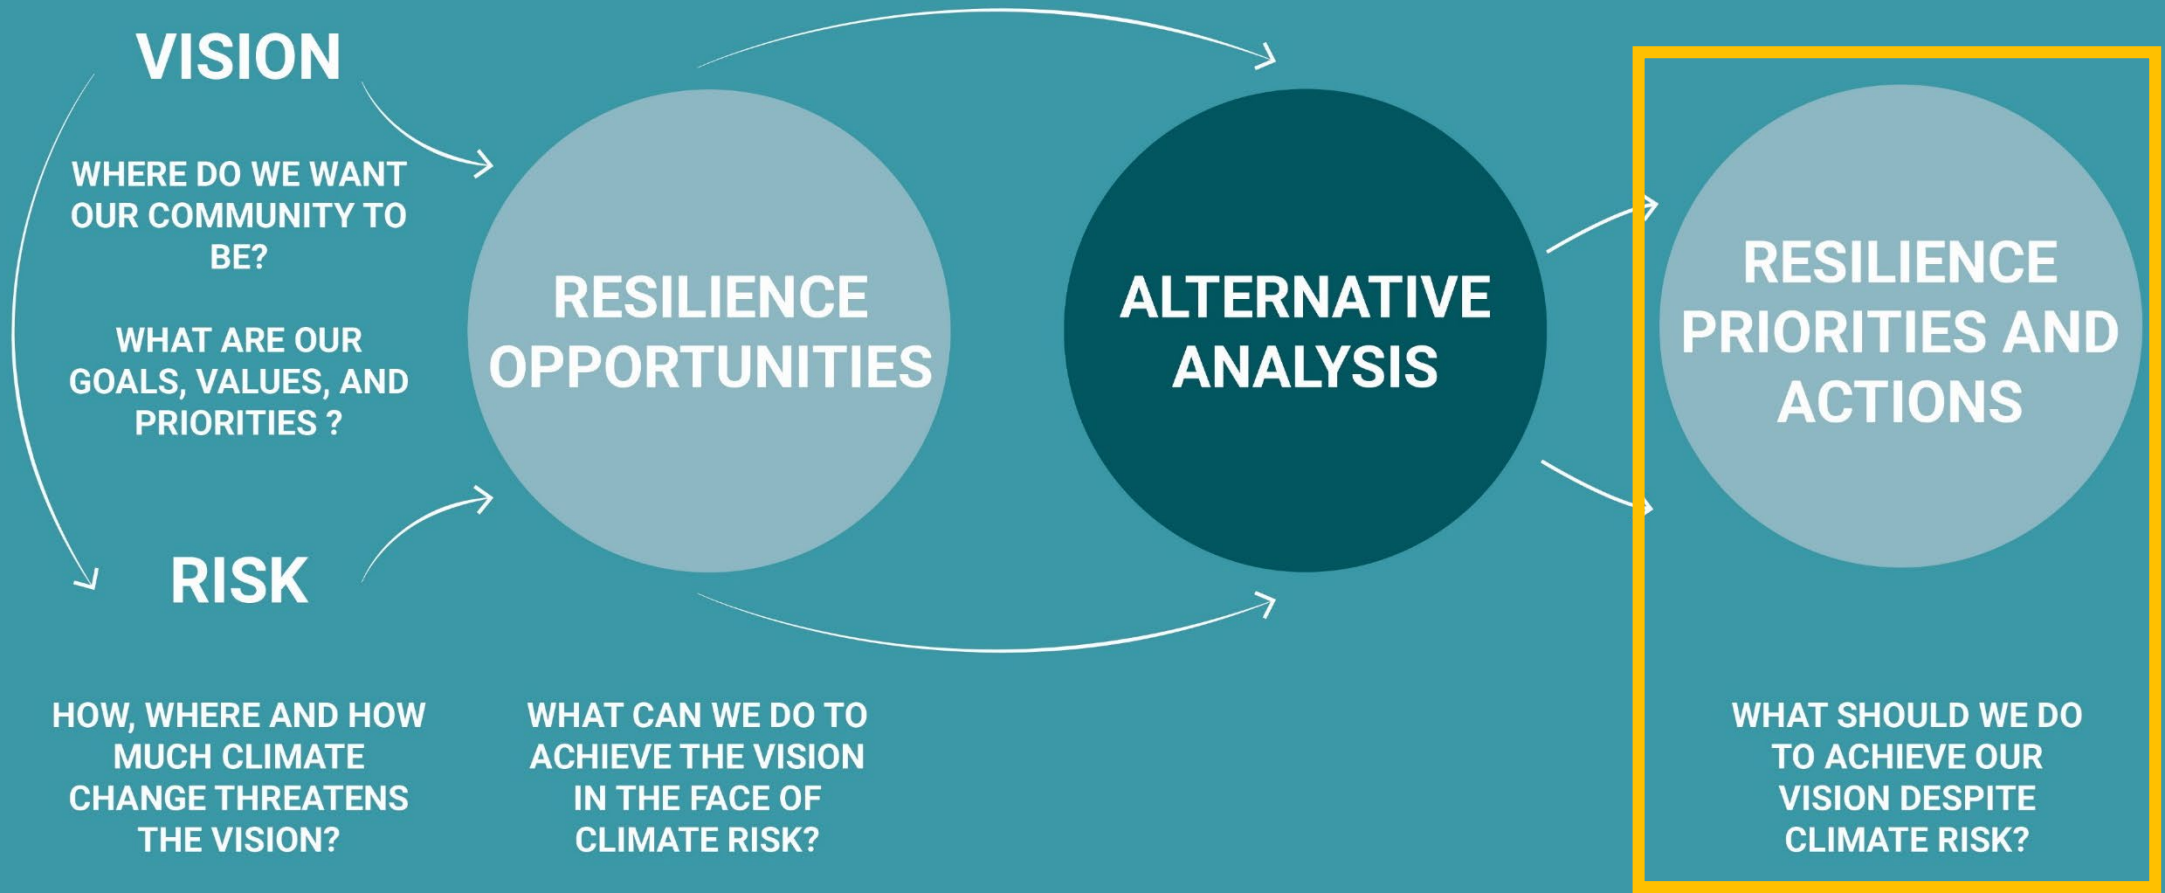 VISION
WHERE DO WE WANT
OUR COMMUNITY TO
BE?
WHAT ARE OUR
GOALS, VALUES, AND
PRIORITIES ?
RISK
HOW, WHERE AND HOW
MUCH CLIMATE
CHANGE THREATENS
THE VISION?
RESILIENCE
OPPORTUNITIES
WHAT CAN WE DO TO
ACHIEVE THE VISION
IN THE FACE OF
CLIMATE RISK?
ALTERNATIVE
ANALYSIS
RESILIENCE
PRIORITIES AND
ACTIONS
WHAT SHOULD WE DO
TO ACHIEVE OUR
VISION DESPITE
CLIMATE RISK?